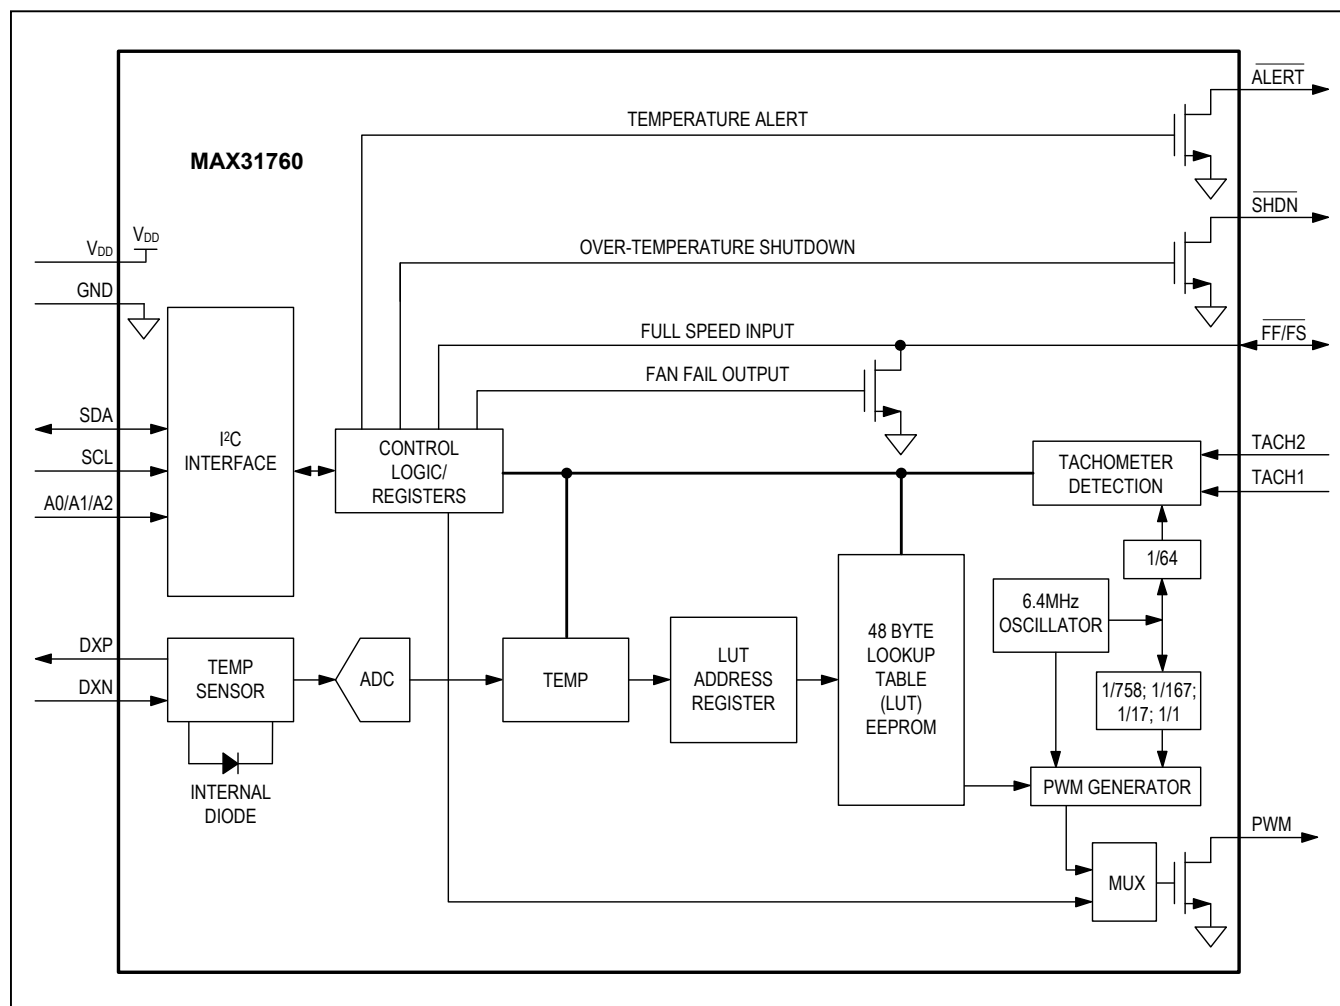 ALERT
TEMPERATURE ALERT
MAX31760
SHDN
VDD
VDD
OVER-TEMPERATURE SHUTDOWN
GND
FULL SPEED INPUT
FF/FS
FAN FAIL OUTPUT
SDA
SCL
A0/A1/A2
I²C
INTERFACE
CONTROL
LOGIC/
REGISTERS
TACHOMETER
DETECTION
TACH2
TACH1
1/64
6.4MHz
OSCILLATOR
DXP
DXN
TEMP
SENSOR
ADC
TEMP
LUT
ADDRESS
REGISTER
48 BYTE
LOOKUP
TABLE
(LUT)
EEPROM
1/758; 1/167;
1/17; 1/1
INTERNAL
DIODE
PWM GENERATOR
PWM
MUX